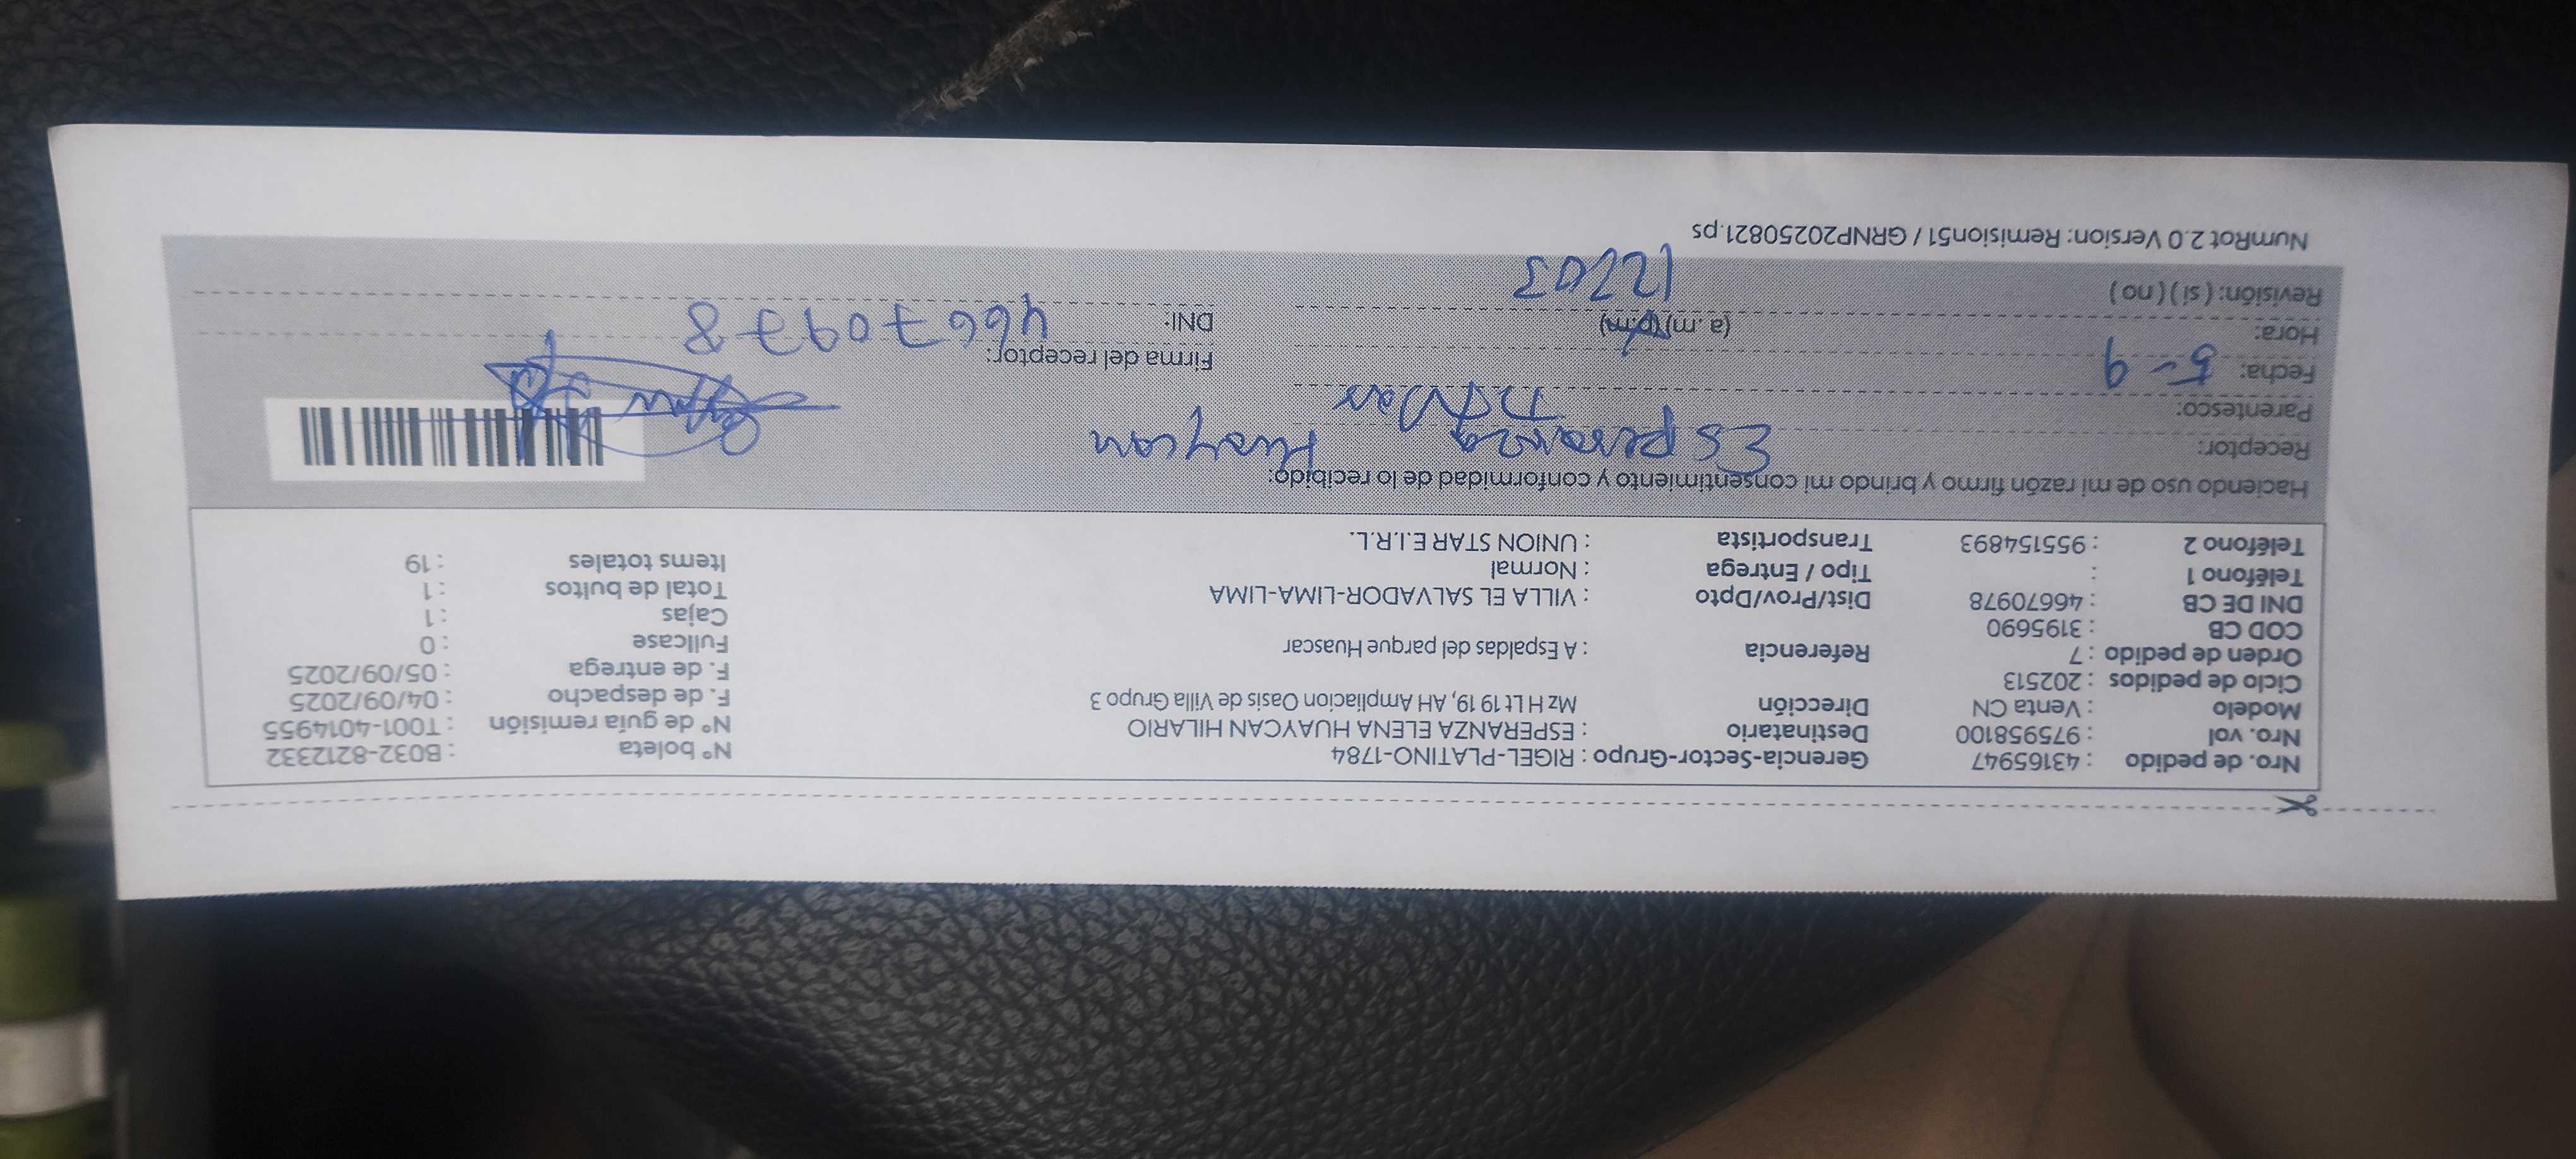 Nro. de pedido : 43165947 Gerencia-Sector-Grupo : RIGEL-PLATINO-1784 N° boleta : B032-8212332
Nro. vol : 975958100 Destinatario : ESPERANZA ELENA HUAYCAN HILARIO N° de guía remisión : T001-4014955
Modelo : Venta CN Dirección Mz H Lt 19 19, AH Ampliacion Oasis de Villa Grupo 3 F. de despacho : 04/09/2025
Ciclo de pedidos : 202513 F. de entrega : 05/09/2025
Orden de pedido : 7 Referencia : A Espaldas del parque Huascar Fullcase : 0
COD CB : 3195690 Cajas : 1
DNI DE CB : 46670978 Dist/Prov/Dpto : VILLA EL SALVADOR-LIMA-LIMA Total de bultos : 1
Teléfono 1 : Tipo / Entrega : Normal Items totales : 19
Teléfono 2 : 955154893 Transportista : UNION STAR E.I.R.L.
Haciendo uso de mi razón firmo y brindo mi consentimiento y conformidad de lo recibido:
Receptor: Esperanza Huaycan
Parentesco:
Fecha: 5-9 Firma del receptor:
Hora: (a.m) (p.m) DNI: 46670978
Revisión: ( si ) ( no )
NumRot 2.0 Version: Remision51 / GRNP20250821.ps